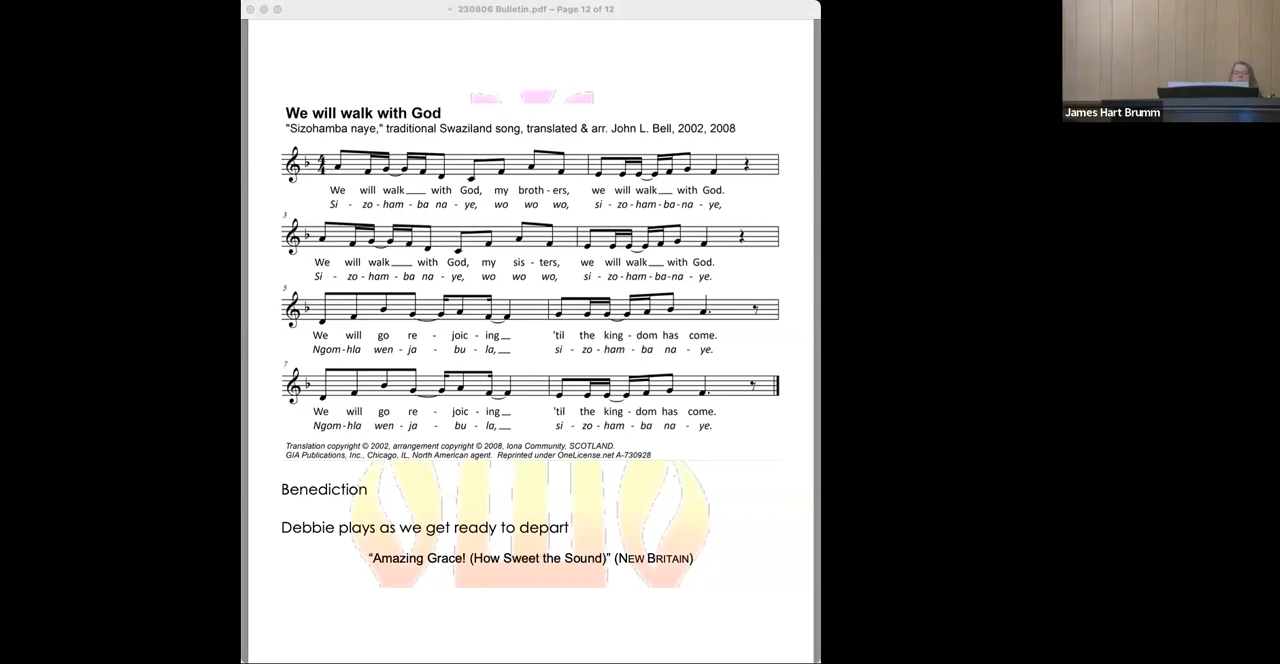 230806 Bulletin.pdf – Page 12 of 12
James Hart Brumm
We will walk with God
"Sizohamba naye," traditional Swaziland song, translated & arr. John L. Bell, 2002, 2008
We will walk___ with God, my broth - ers, we will walk__ with God.
Si - zo - ham - ba na - ye, wo wo wo, si - zo - ham - ba - na - ye,
3
We will walk___ with God, my sis - ters, we will walk__ with God.
Si - zo - ham - ba na - ye, wo wo wo, si - zo - ham - ba - na - ye.
5
We will go re - joic - ing__ 'til the king - dom has come.
Ngom - hla wen - ja - bu - la,__ si - zo - ham - ba na - ye.
7
We will go re - joic - ing__ 'til the king - dom has come.
Ngom - hla wen - ja - bu - la,__ si - zo - ham - ba na - ye.
Translation copyright © 2002, arrangement copyright © 2008, Iona Community, SCOTLAND.
GIA Publications, Inc., Chicago, IL, North American agent. Reprinted under OneLicense.net A-730928
Benediction
Debbie plays as we get ready to depart
“Amazing Grace! (How Sweet the Sound)” (NEW BRITAIN)